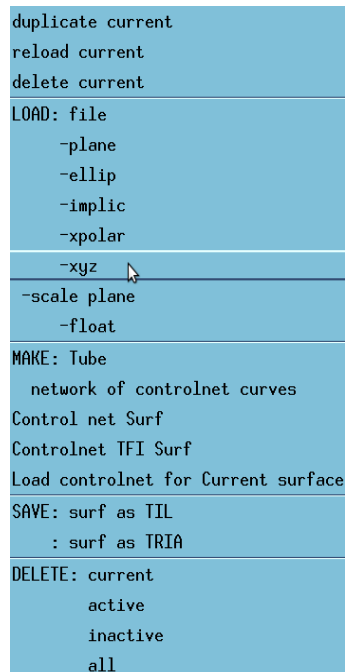 duplicate current
reload current
delete current
LOAD: file
-plane
-ellip
-implic
-xpolar
-xyz
-scale plane
-float
MAKE: Tube
network of controlnet curves
Control net Surf
Controlnet TFI Surf
Load controlnet for Current surface
SAVE: surf as TIL
: surf as TRIA
DELETE: current
active
inactive
all